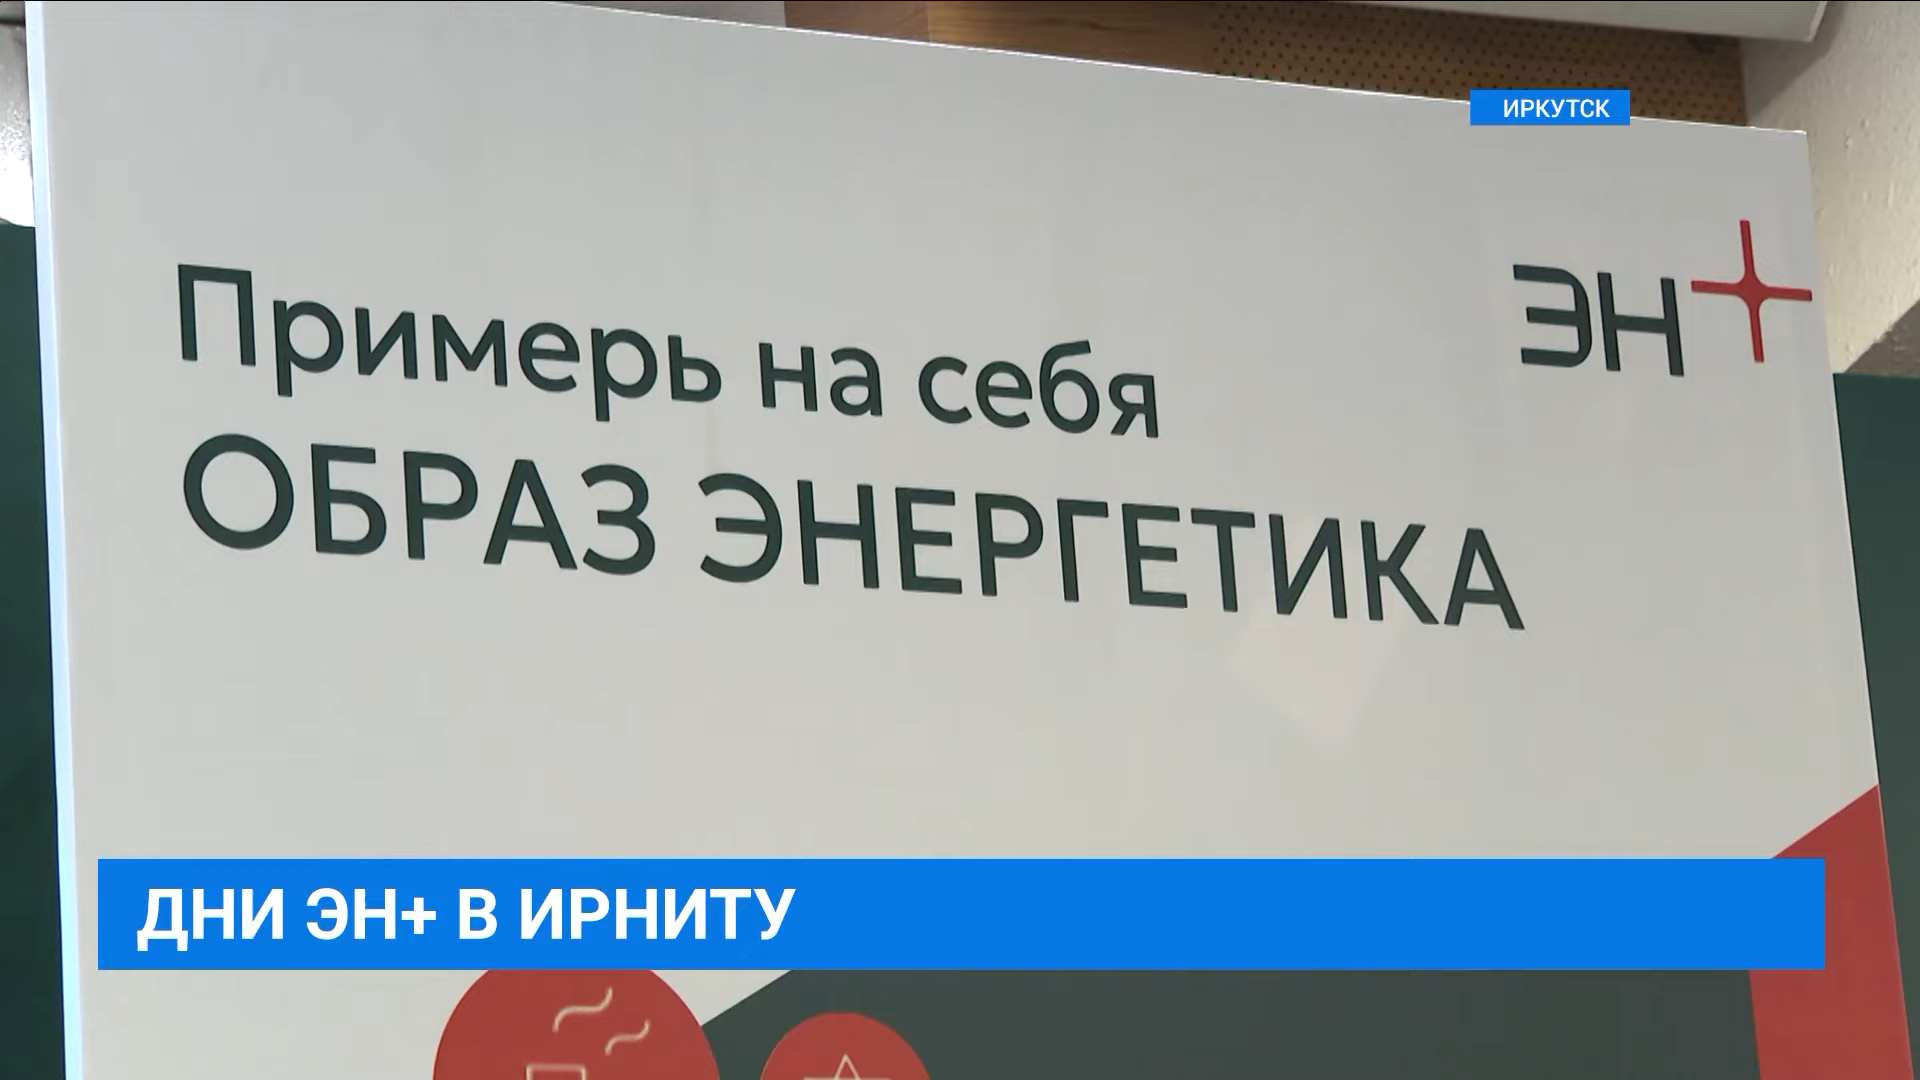 ИРКУТСК
ЭН+
Примерь на себя
ОБРАЗ ЭНЕРГЕТИКА
ДНИ ЭН+ В ИРНИТУ